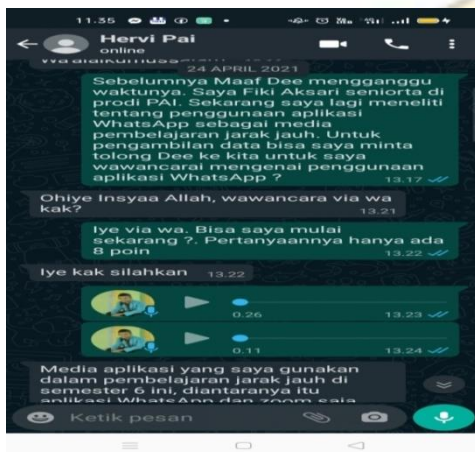 11.35
Hervi Pai
online
24 APRIL 2021
Sebelumnya Maaf Dee mengganggu
waktunya. Saya Fiki Aksari seniorta di
prodi PAI. Sekarang saya lagi meneliti
tentang penggunaan aplikasi
WhatsApp sebagai media
pembelajaran jarak jauh. Untuk
pengambilan data bisa saya minta
tolong Dee ke kita untuk saya
wawancarai mengenai penggunaan
aplikasi WhatsApp ?
13.17
Ohiye Insyaa Allah, wawancara via wa
kak?
13.21
Iye via wa. Bisa saya mulai
sekarang ?. Pertanyaannya hanya ada
8 poin
13.22
Iye kak silahkan 13.22
0.26 13.23
0.11 13.24
Media aplikasi yang saya gunakan
dalam pembelajaran jarak jauh di
semester 6 ini, diantaranya itu
aplikasi WhatsApp dan zoom saja
Ketik pesan